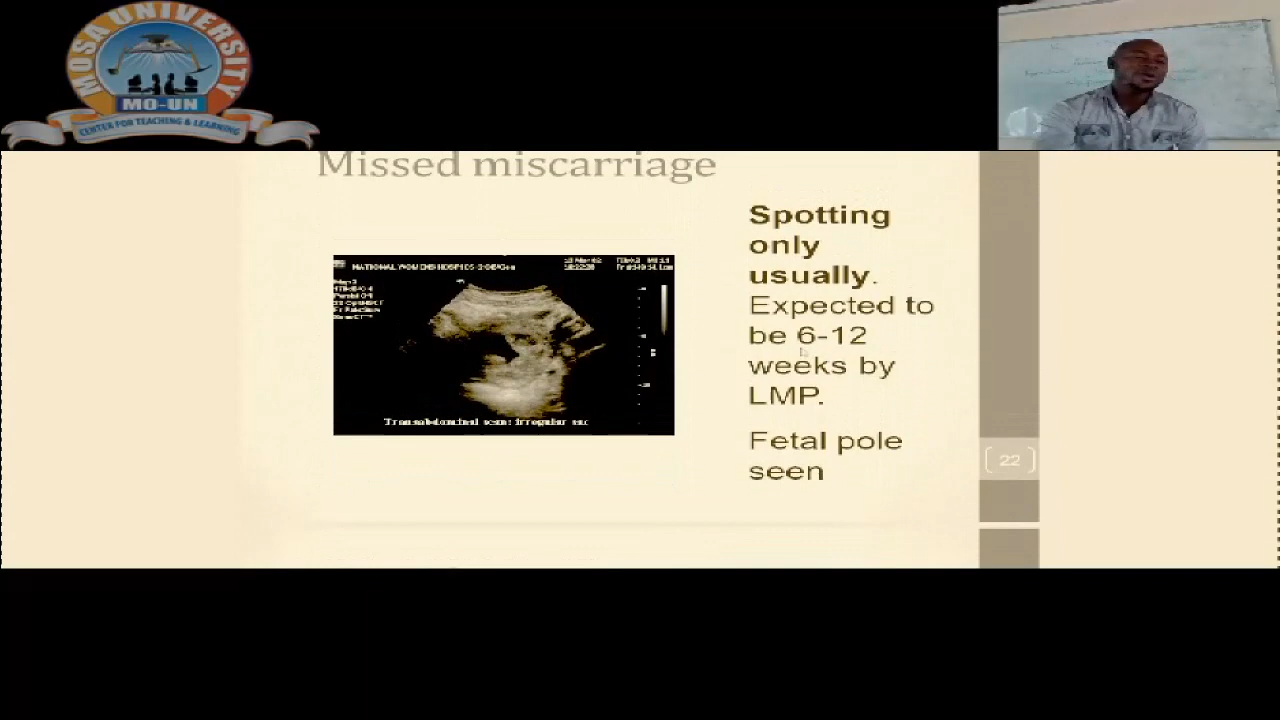 MOSA UNIVERSITY
MO-UN
CENTER FOR TEACHING & LEARNING
Missed miscarriage
Spotting
only
usually.
Expected to
be 6-12
weeks by
LMP.
Fetal pole
seen
22
Transabdominal scan: irregular sac